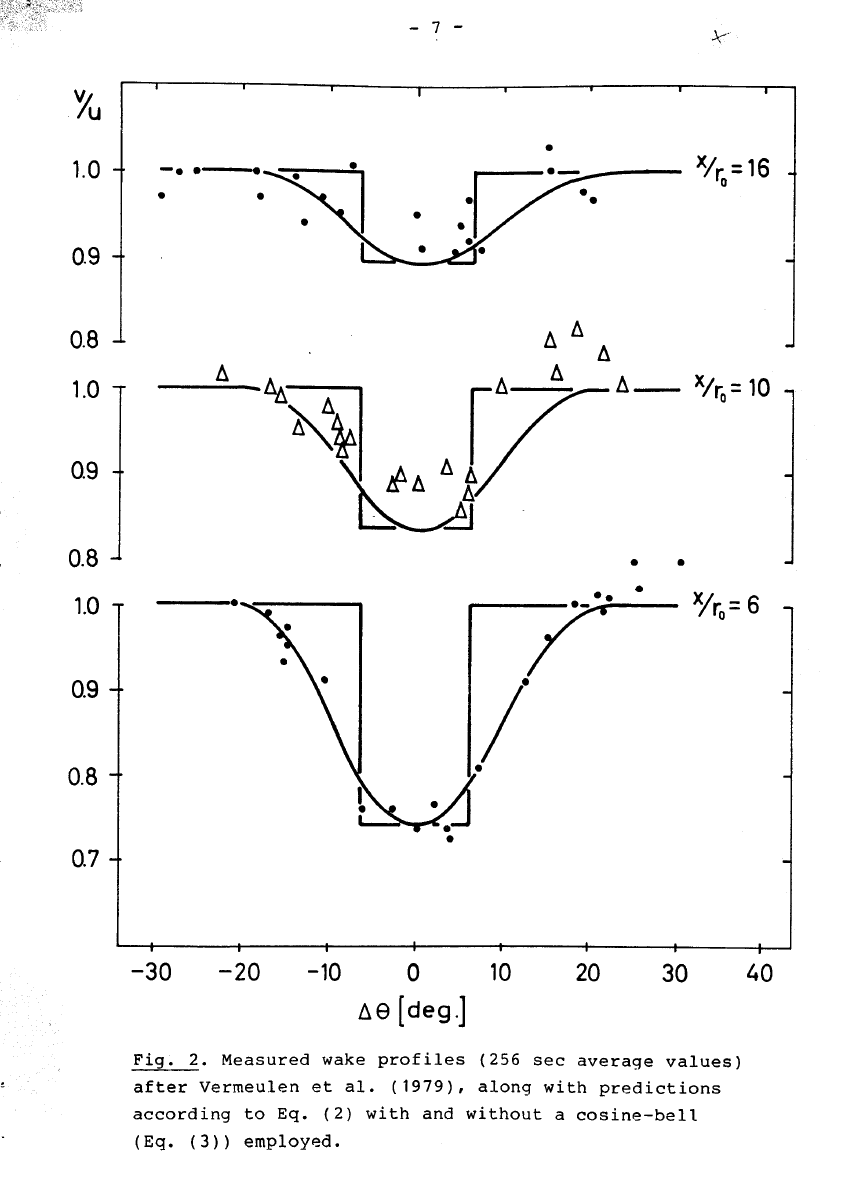 - 7 -
v/u
1.0
x/r₀ = 16
0.9
0.8
1.0
x/r₀ = 10
0.9
0.8
1.0
x/r₀ = 6
0.9
0.8
0.7
-30 -20 -10 0 10 20 30 40
Δθ [deg.]
Fig. 2. Measured wake profiles (256 sec average values)
after Vermeulen et al. (1979), along with predictions
according to Eq. (2) with and without a cosine-bell
(Eq. (3)) employed.